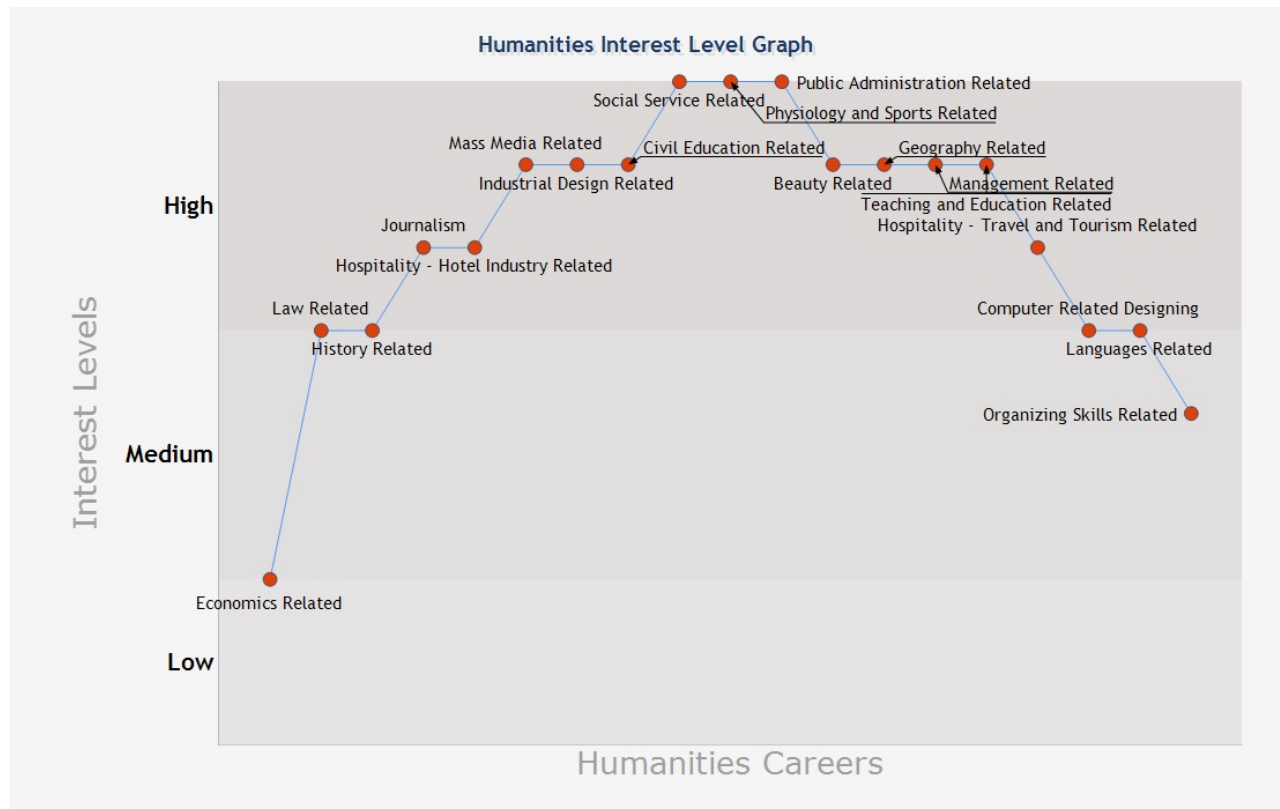 Humanities Interest Level Graph
Public Administration Related
Social Service Related
Physiology and Sports Related
Mass Media Related
Civil Education Related
Geography Related
Industrial Design Related
Beauty Related
Management Related
High
Teaching and Education Related
Journalism
Hospitality - Travel and Tourism Related
Hospitality - Hotel Industry Related
Law Related
Computer Related Designing
History Related
Languages Related
Interest Levels
Organizing Skills Related
Medium
Economics Related
Low
Humanities Careers